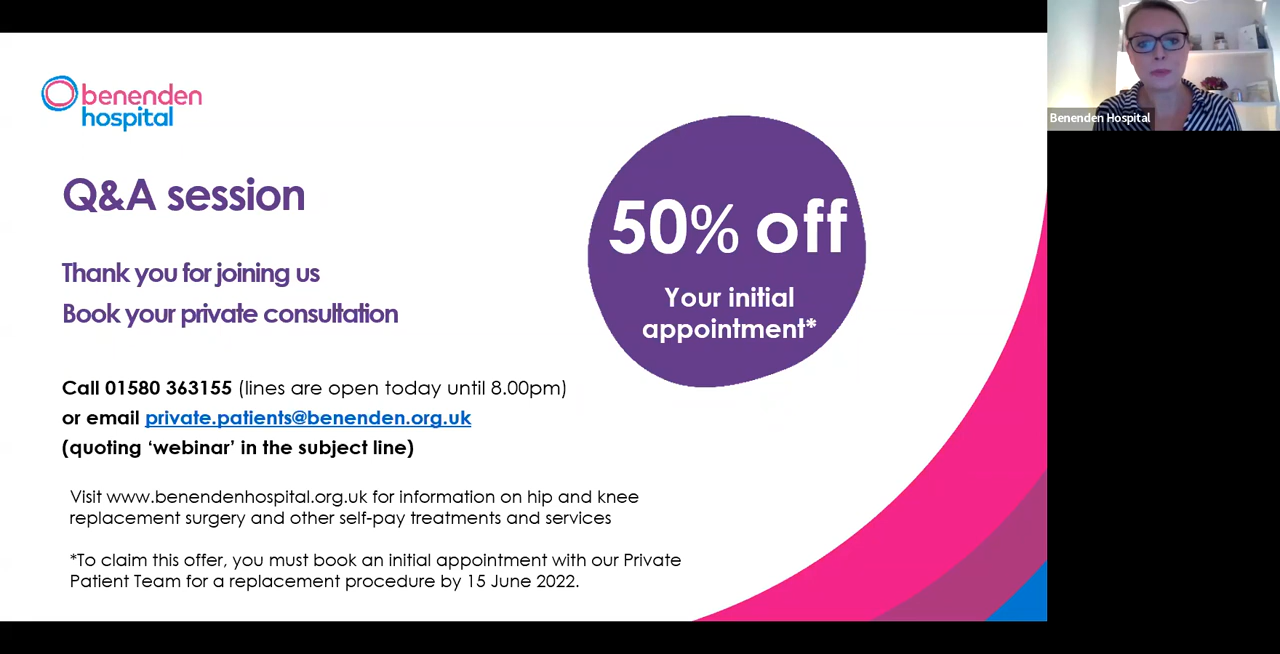 benenden
hospital
Q&A session
Thank you for joining us
Book your private consultation
Call 01580 363155 (lines are open today until 8.00pm)
or email private.patients@benenden.org.uk
(quoting ‘webinar’ in the subject line)
Visit www.benendenhospital.org.uk for information on hip and knee
replacement surgery and other self-pay treatments and services
*To claim this offer, you must book an initial appointment with our Private
Patient Team for a replacement procedure by 15 June 2022.
50% off
Your initial
appointment*
Benenden Hospital